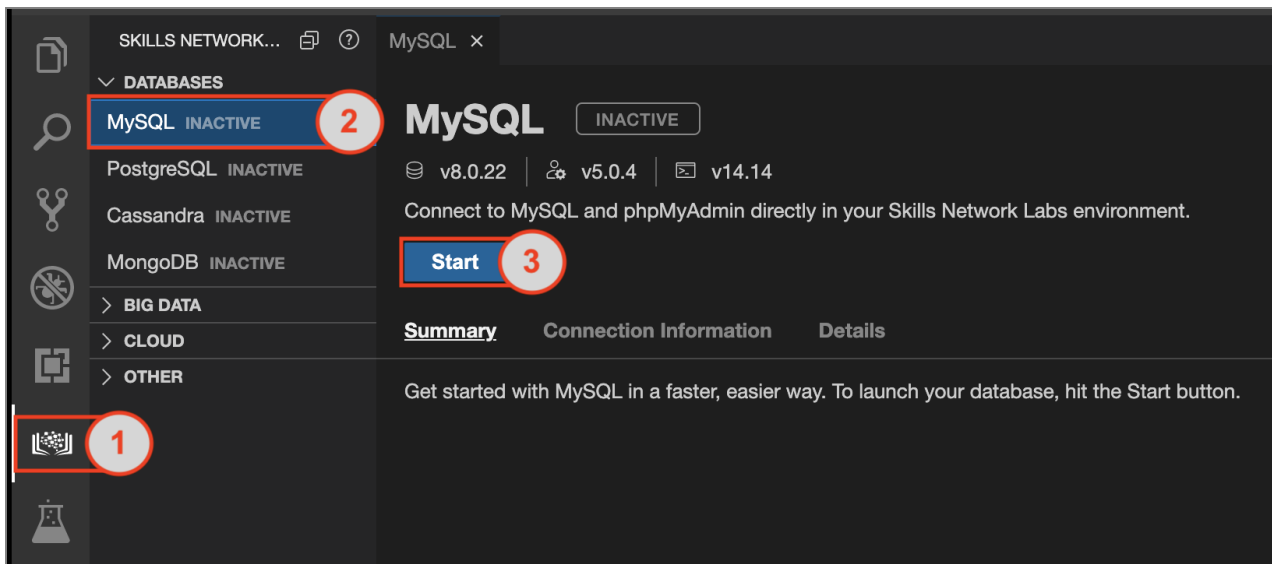 SKILLS NETWORK...
MySQL
DATABASES
MySQL INACTIVE
2
PostgreSQL INACTIVE
Cassandra INACTIVE
MongoDB INACTIVE
BIG DATA
CLOUD
OTHER
1
MySQL INACTIVE
v8.0.22 v5.0.4 v14.14
Connect to MySQL and phpMyAdmin directly in your Skills Network Labs environment.
Start
3
Summary Connection Information Details
Get started with MySQL in a faster, easier way. To launch your database, hit the Start button.